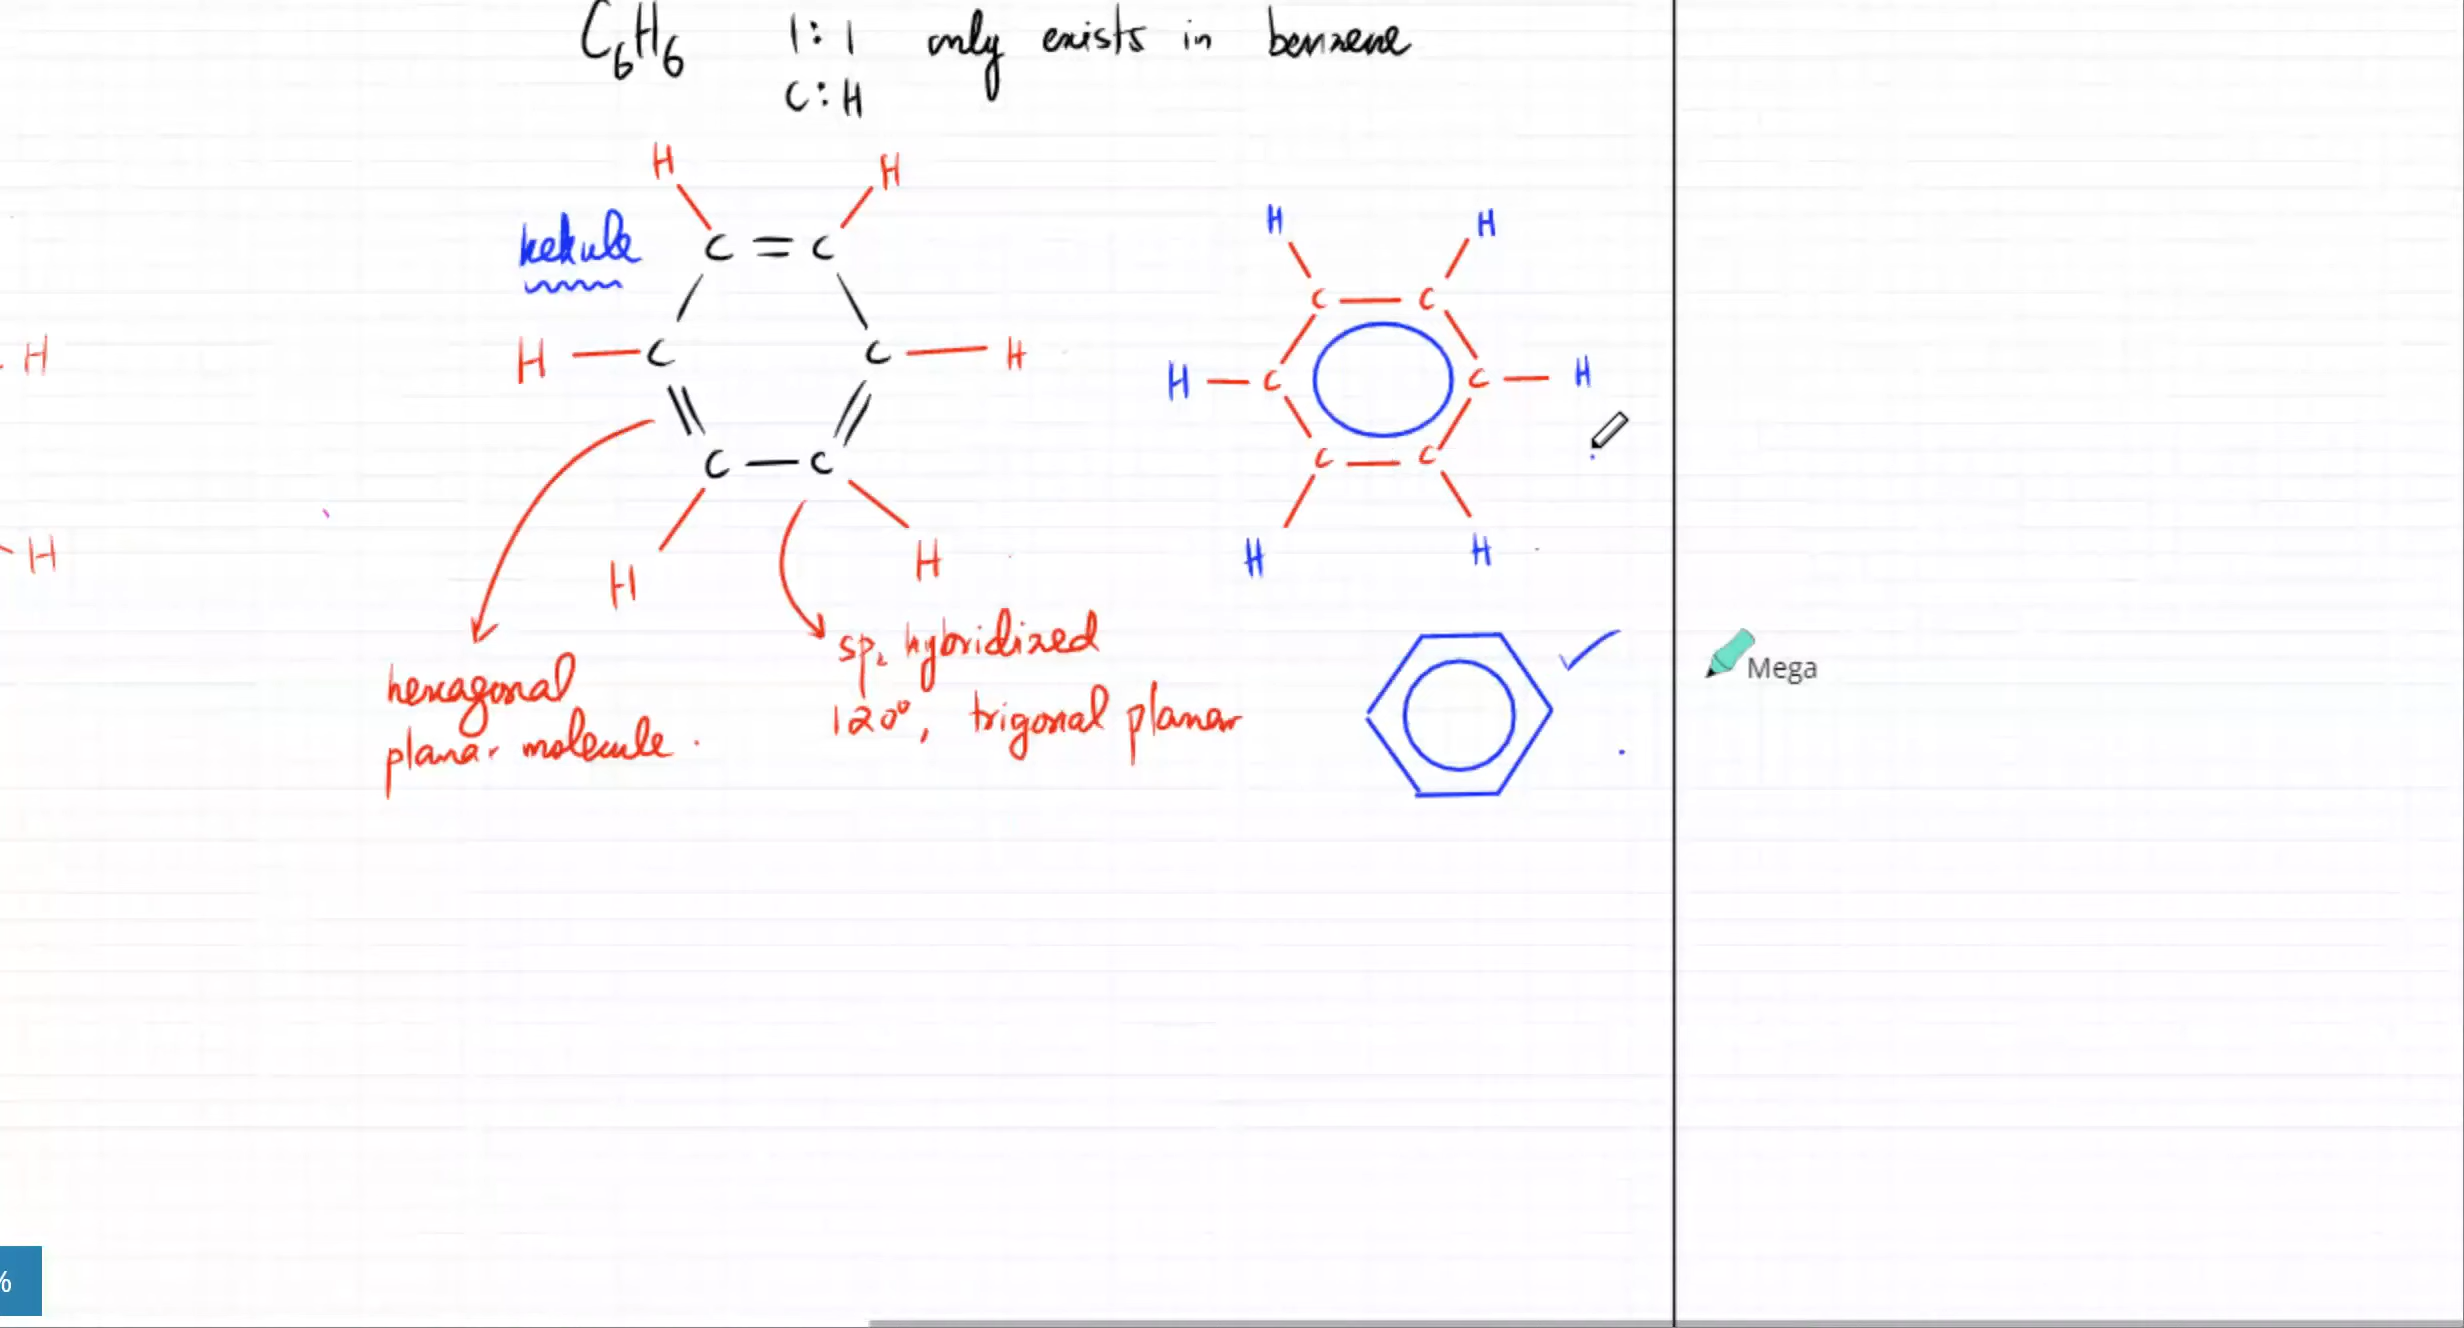 C6H6 1:1 only exists in benzene
C:H
H H
H H
kekule
C = C
C — C
H — C C — H
H — C C — H
H
C — C
C — C
H
H H
H H
sp2 hybridized
hexagonal
120°, trigonal planar
planar molecule.
Mega
%